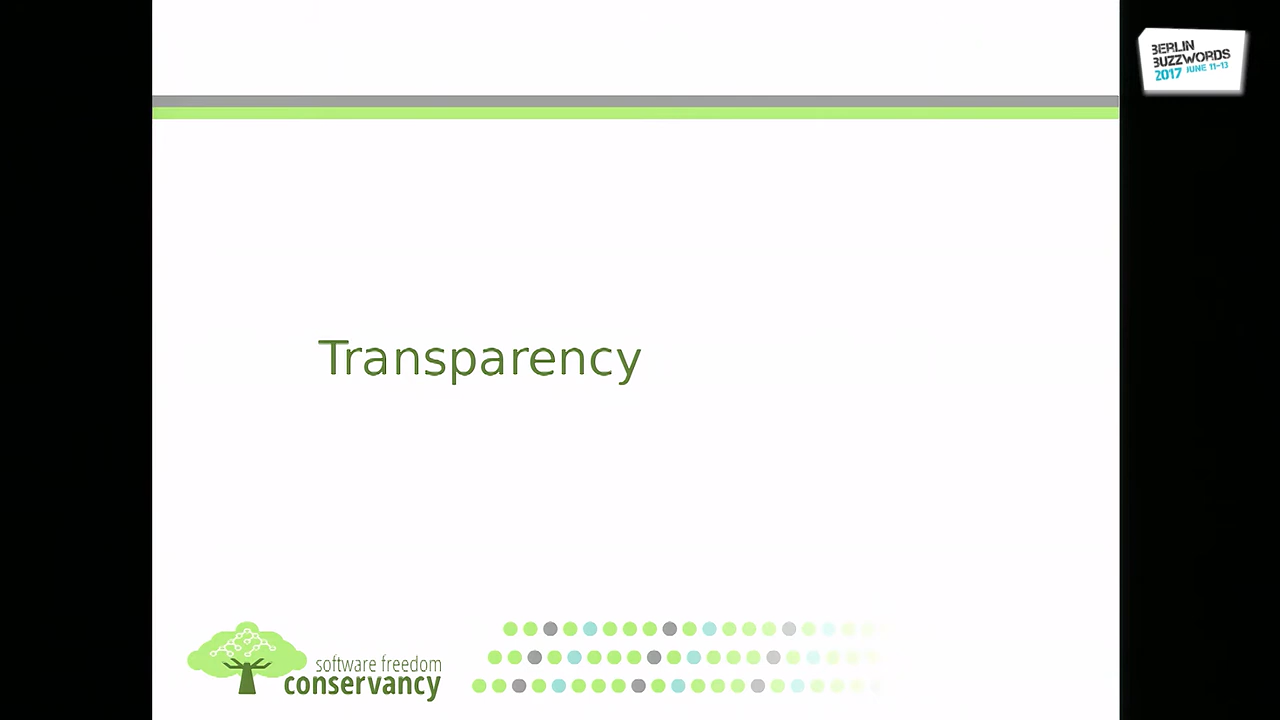 BERLIN
BUZZWORDS
2017 JUNE 11-13
Transparency
software freedom
conservancy